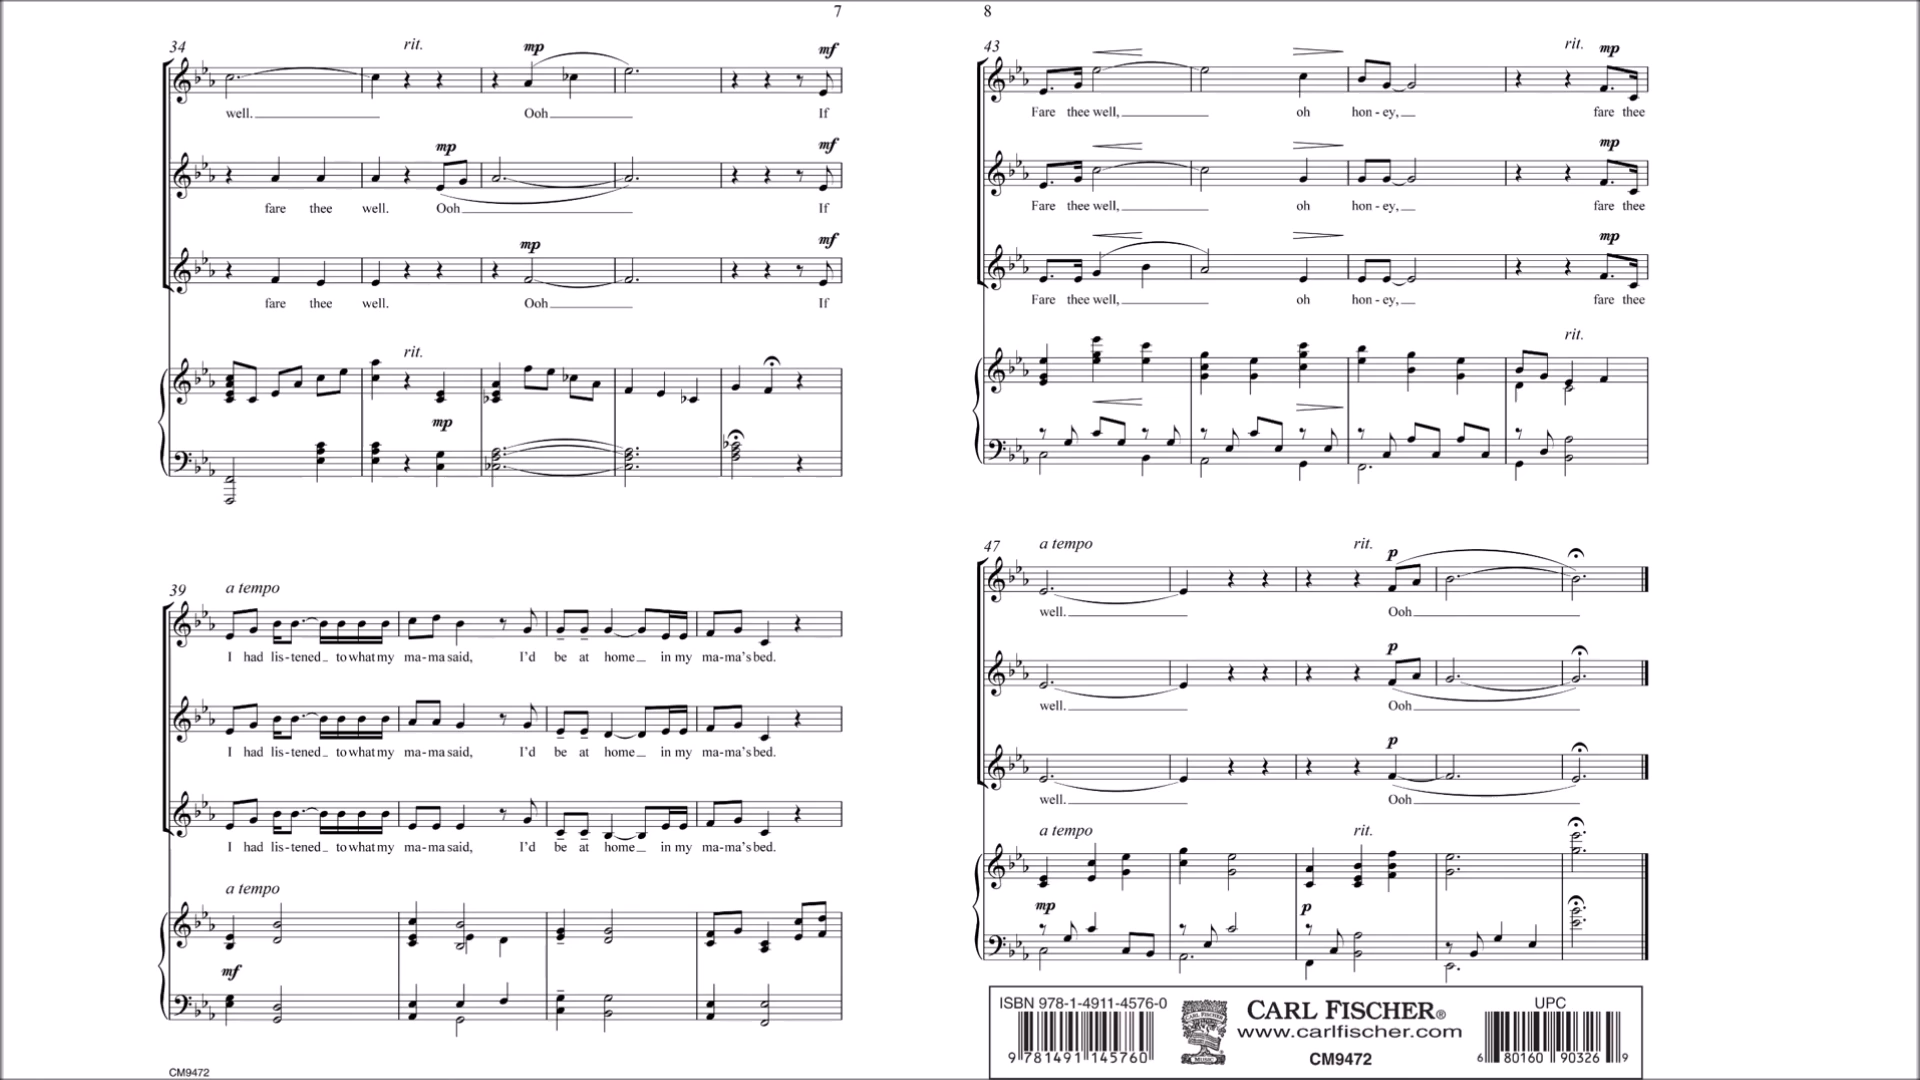 7
34
rit.
mp
mf
well. Ooh If
mp
mf
fare thee well. Ooh If
mp
mf
fare thee well. Ooh If
rit.
mp
39
a tempo
I had lis-tened to what my ma-ma said, I'd be at home in my ma-ma's bed.
I had lis-tened to what my ma-ma said, I'd be at home in my ma-ma's bed.
I had lis-tened to what my ma-ma said, I'd be at home in my ma-ma's bed.
a tempo
mf
CM9472
8
43
rit.
mp
Fare thee well, oh hon - ey, fare thee
mp
Fare thee well, oh hon - ey, fare thee
mp
Fare thee well, oh hon - ey, fare thee
rit.
47
a tempo
rit.
p
well. Ooh
p
well. Ooh
p
well. Ooh
a tempo
rit.
mp
p
ISBN 978-1-4911-4576-0
9 781491 145760
CARL FISCHER
MUSIC
CARL FISCHER®
www.carlfischer.com
CM9472
UPC
6 80160 90326 9